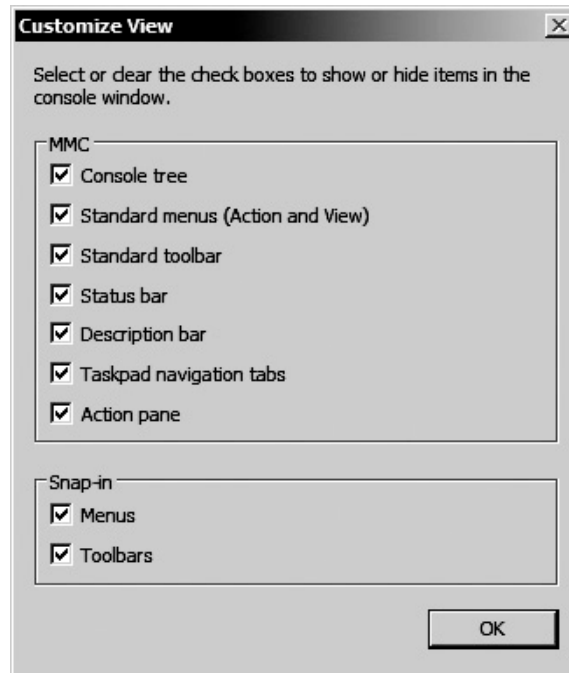 Customize View
Select or clear the check boxes to show or hide items in the
console window.
MMC
Console tree
Standard menus (Action and View)
Standard toolbar
Status bar
Description bar
Taskpad navigation tabs
Action pane
Snap-in
Menus
Toolbars
OK